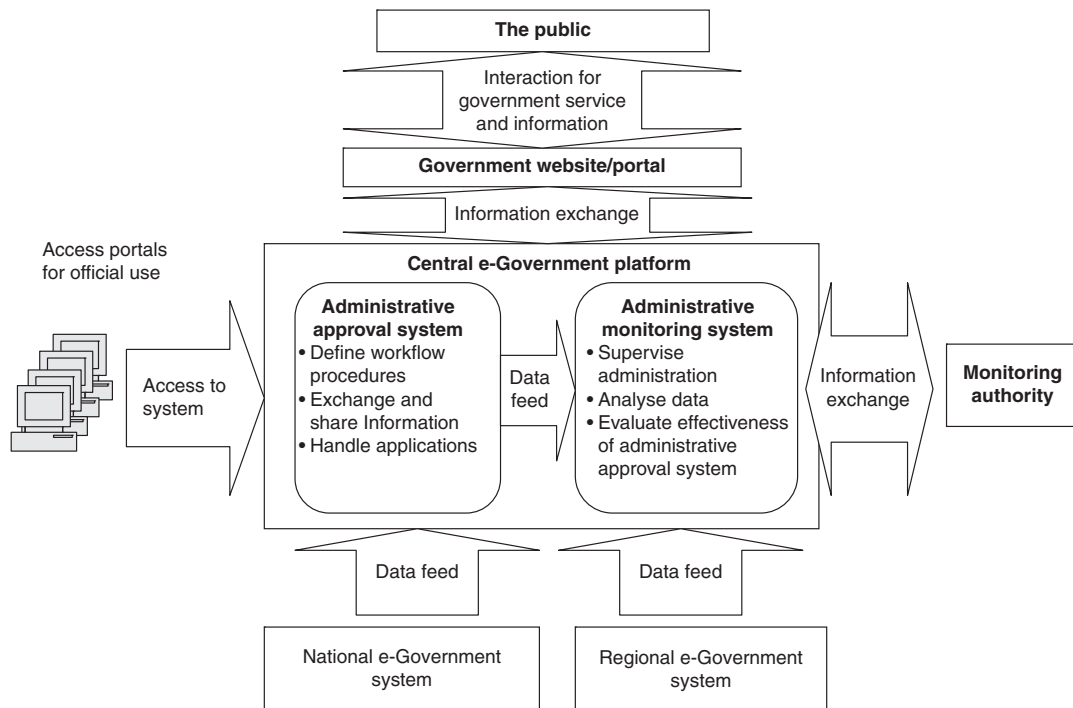 The public
Interaction for
government service
and information
Government website/portal
Information exchange
Access portals
for official use
Central e-Government platform
Access to
system
Administrative
approval system
• Define workflow
procedures
• Exchange and
share Information
• Handle applications
Data
feed
Administrative
monitoring system
• Supervise
administration
• Analyse data
• Evaluate effectiveness
of administrative
approval system
Information
exchange
Monitoring
authority
Data feed
Data feed
National e-Government
system
Regional e-Government
system